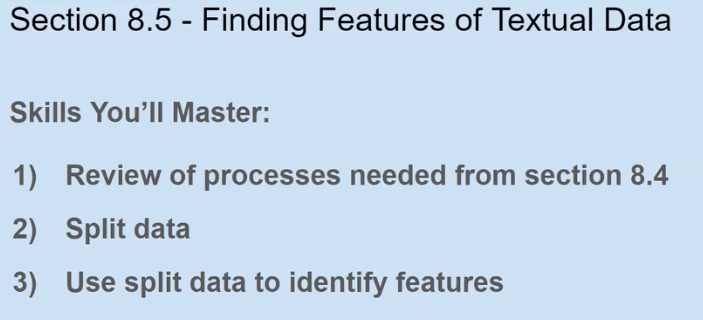 Section 8.5 - Finding Features of Textual Data
Skills You’ll Master:
1) Review of processes needed from section 8.4
2) Split data
3) Use split data to identify features